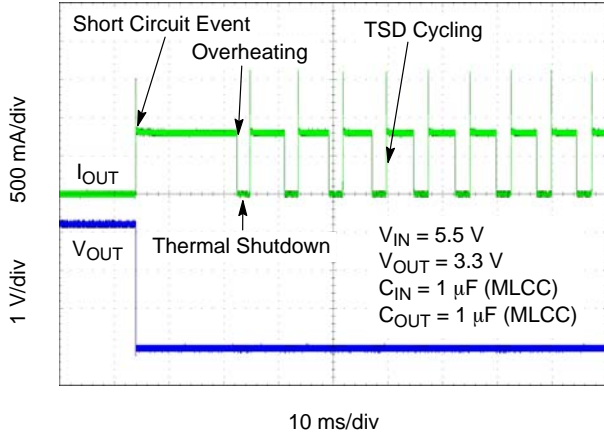 Short Circuit Event
Overheating
TSD Cycling
500 mA/div
I_OUT
V_OUT
Thermal Shutdown
1 V/div
V_IN = 5.5 V
V_OUT = 3.3 V
C_IN = 1 μF (MLCC)
C_OUT = 1 μF (MLCC)
10 ms/div